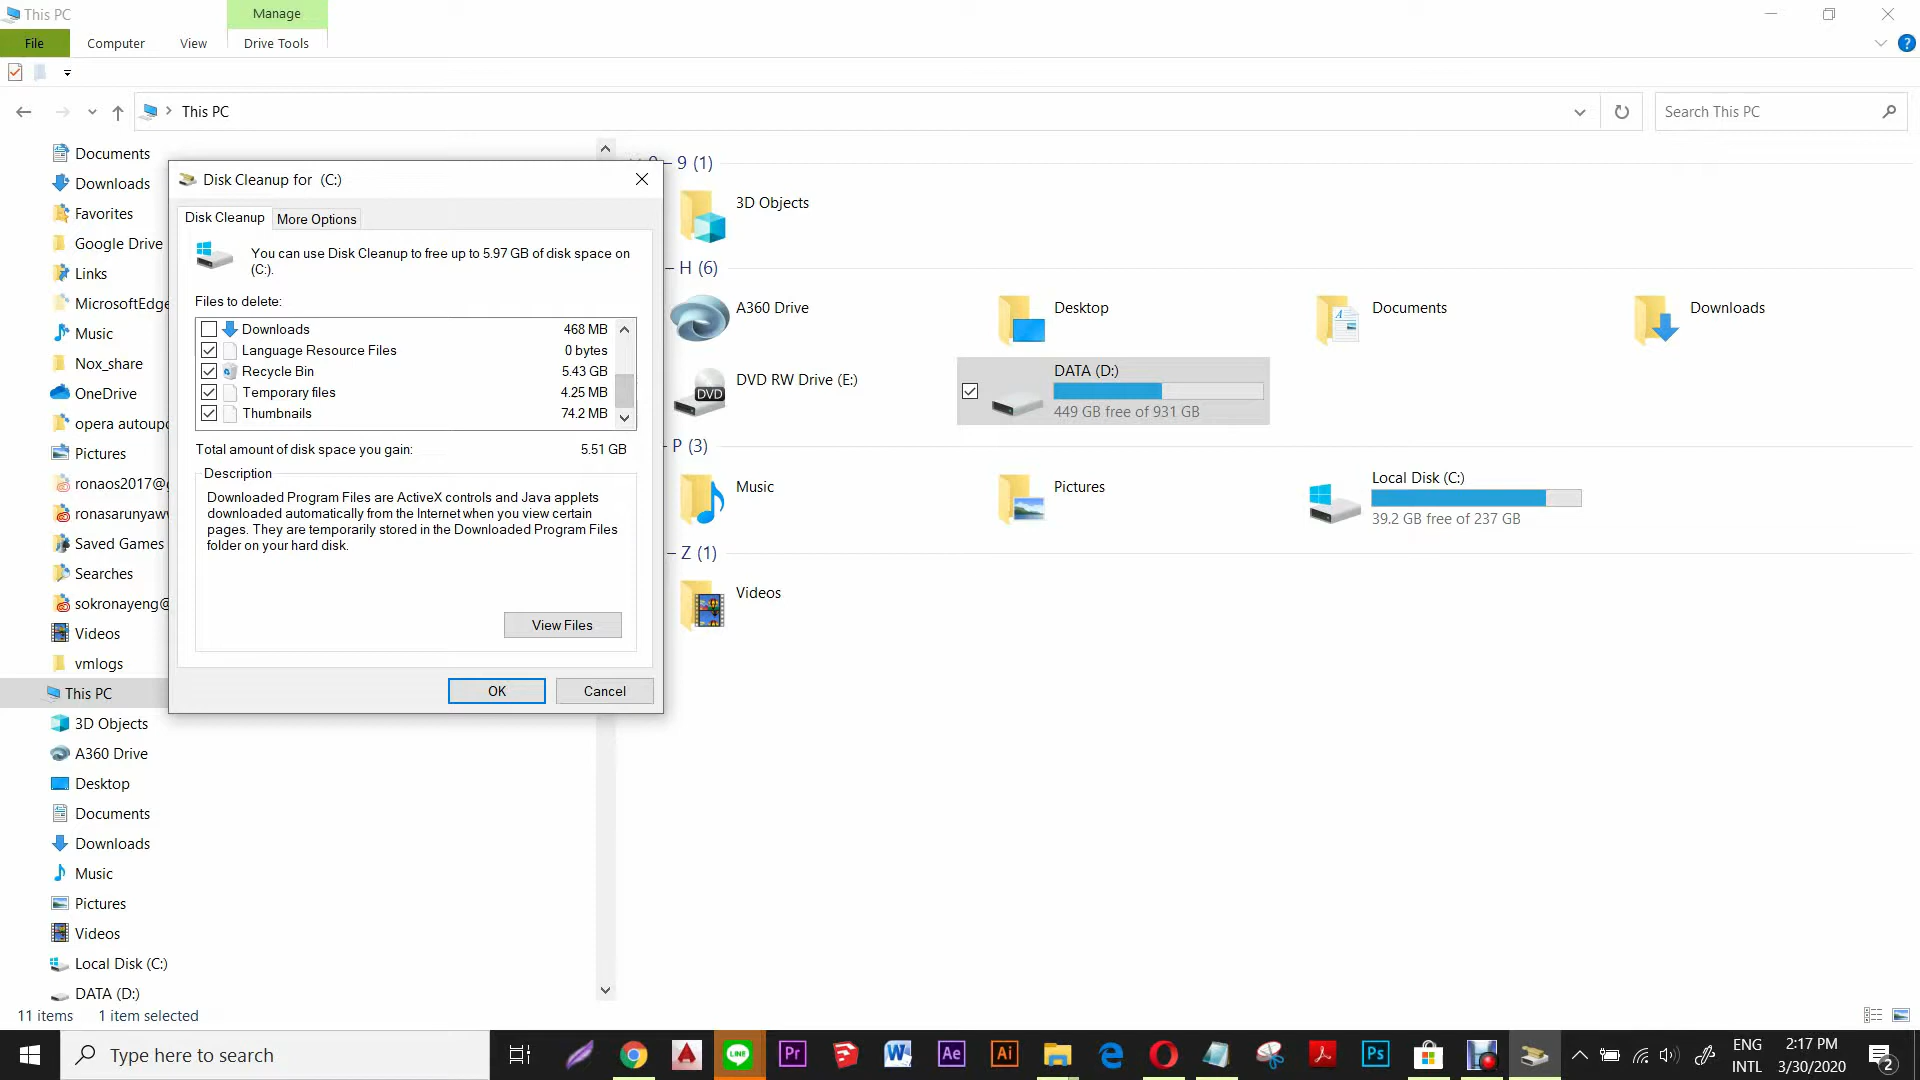 This PC
Manage
File
Computer
View
Drive Tools
This PC
Search This PC
Documents
Downloads
Favorites
Google Drive
Links
MicrosoftEdge
Music
Nox_share
OneDrive
Pictures
Saved Games
Searches
Videos
vmlogs
This PC
3D Objects
A360 Drive
Desktop
Documents
Downloads
Music
Pictures
Videos
Local Disk (C:)
DATA (D:)
11 items
1 item selected
Disk Cleanup for (C:)
Disk Cleanup
More Options
You can use Disk Cleanup to free up to 5.97 GB of disk space on
(C:).
Files to delete:
Downloads 468 MB
Language Resource Files 0 bytes
Recycle Bin 5.43 GB
Temporary files 4.25 MB
Thumbnails 74.2 MB
Total amount of disk space you gain: 5.51 GB
Description
Downloaded Program Files are ActiveX controls and Java applets
downloaded automatically from the Internet when you view certain
pages. They are temporarily stored in the Downloaded Program Files
folder on your hard disk.
View Files
OK
Cancel
– 9 (1)
3D Objects
– H (6)
A360 Drive
Desktop
Documents
Downloads
DVD
DVD RW Drive (E:)
DATA (D:)
449 GB free of 931 GB
– P (3)
Music
Pictures
Local Disk (C:)
39.2 GB free of 237 GB
– Z (1)
Videos
Type here to search
LINE
Pr
W
Ae
Ai
Ps
ENG
INTL
2:17 PM
3/30/2020
2